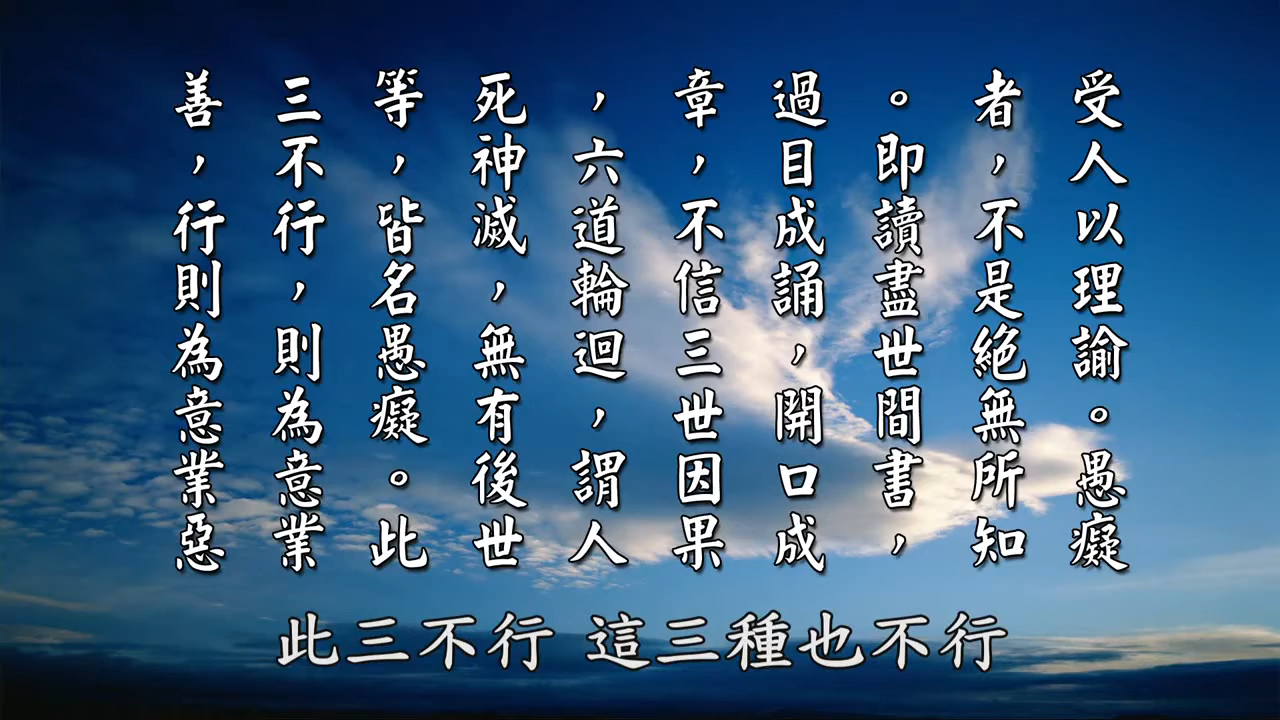 受人以理諭。愚癡
者，不是絕無所知
。即讀盡世間書，
過目成誦，開口成
章，不信三世因果
，六道輪迴，謂人
死神滅，無有後世
等，皆名愚癡。此
三不行，則為意業
善，行則為意業惡
此三不行 這三種也不行